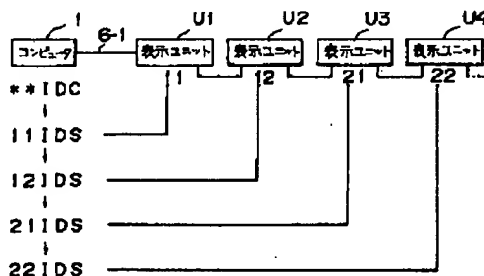 1 U1 U2 U3 U4
コンピュータ 6-1 表示ユニット 表示ユニット 表示ユニット 表示ユニット
11 12 21 22
**IDC
11IDS
12IDS
21IDS
22IDS